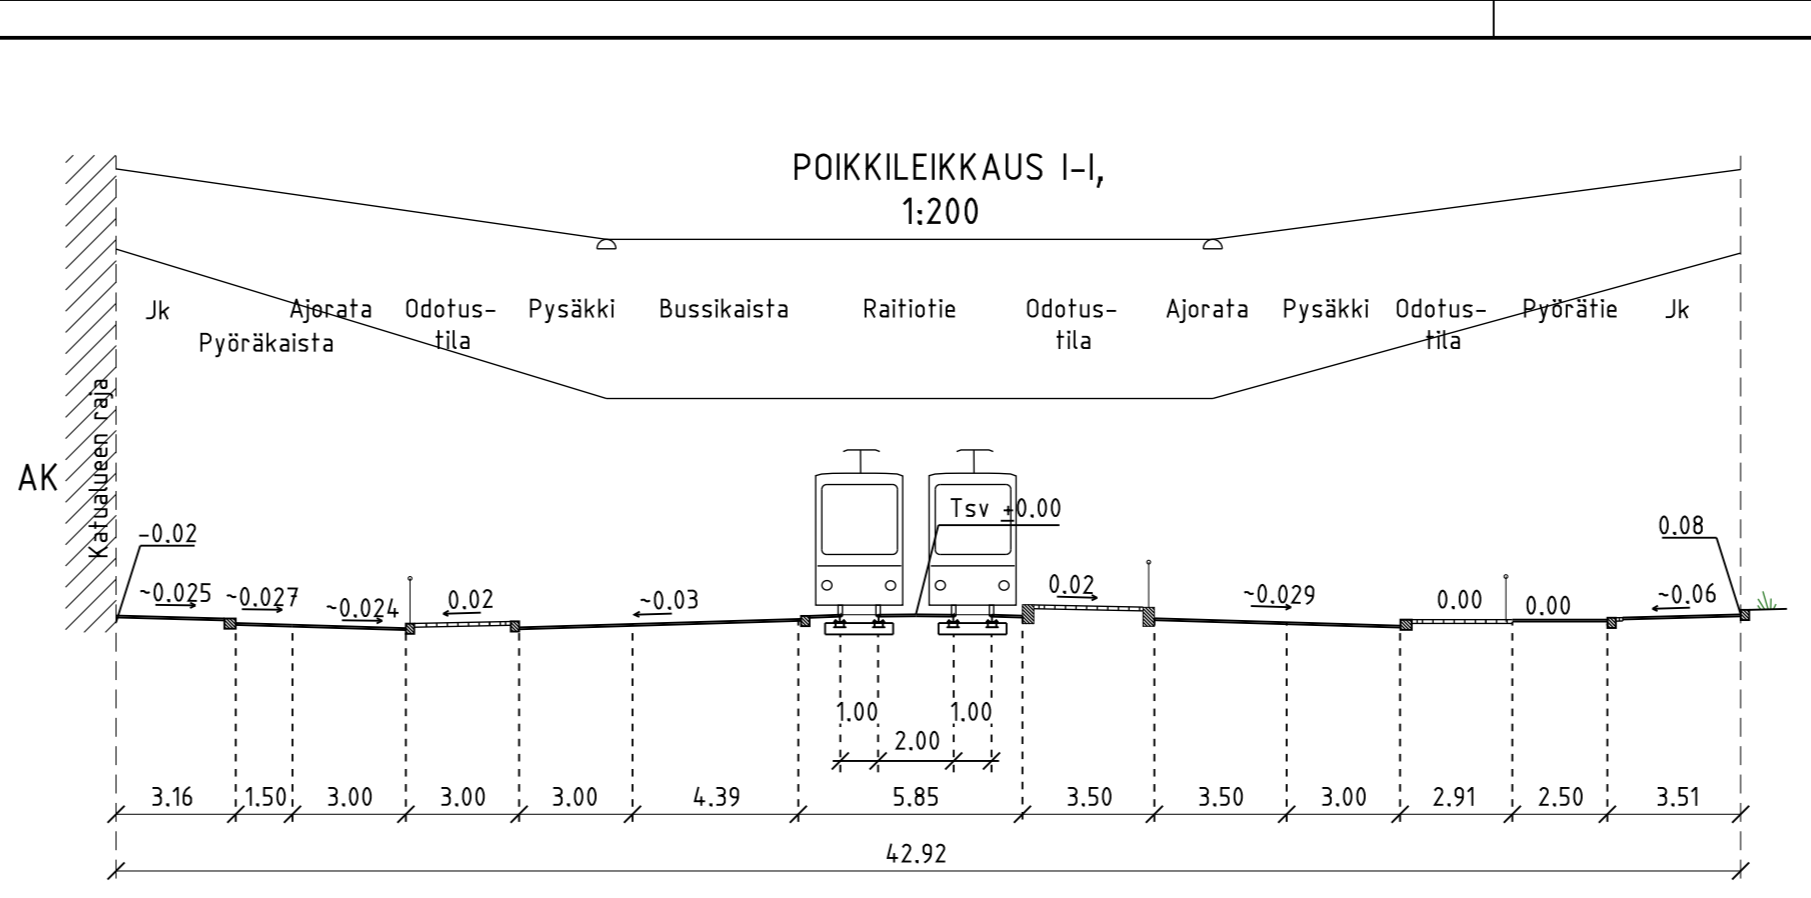 POIKKILEIKKAUS I-I,
1:200
Jk
Pyöräkaista
Ajorata
Odotus-
tila
Pysäkki
Bussikaista
Raitiotie
Odotus-
tila
Ajorata
Pysäkki
Odotus-
tila
Pyörätie
Jk
AK
Katualueen raja
Tsv ±0.00
-0.02
0.08
~0.025
~0.027
~0.024
0.02
~0.03
0.02
~0.029
0.00
0.00
~0.06
1.00
1.00
2.00
3.16
1.50
3.00
3.00
3.00
4.39
5.85
3.50
3.50
3.00
2.91
2.50
3.51
42.92